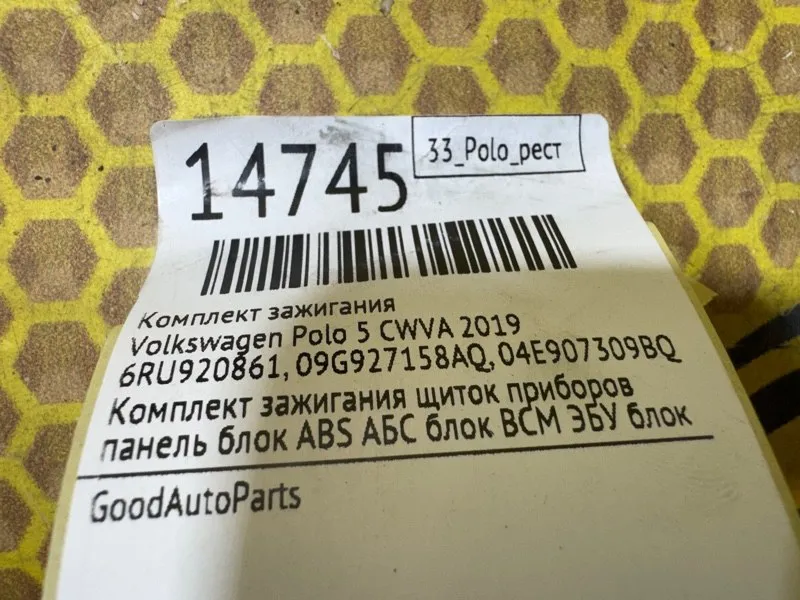 14745
33_Polo_рест
Комплект зажигания
Volkswagen Polo 5 CWVA 2019
6RU920861, 09G927158AQ, 04E907309BQ
Комплект зажигания щиток приборов
панель блок ABS АБС блок BCM ЭБУ блок
GoodAutoParts